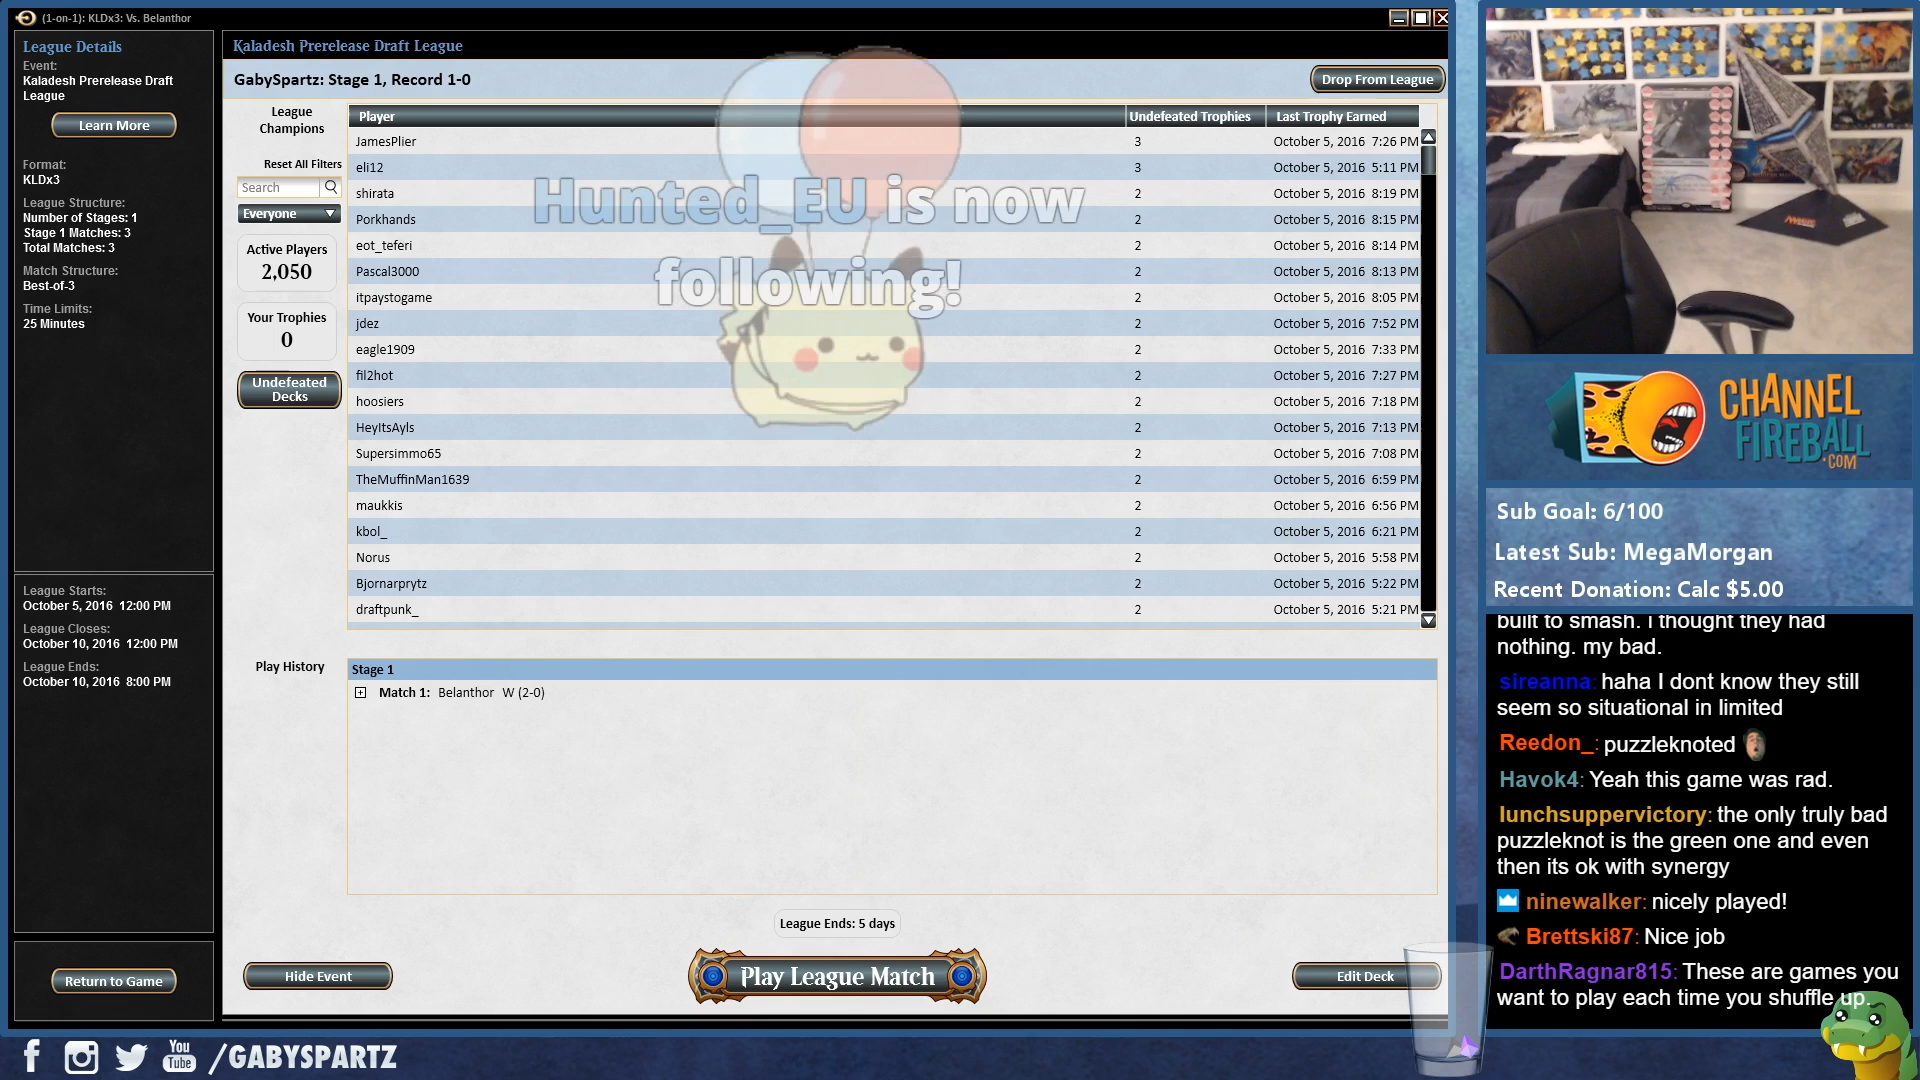 (1-on-1): KLDx3: Vs. Belanthor
League Details
Event:
Kaladesh Prerelease Draft
League
Learn More
Format:
KLDx3
League Structure:
Number of Stages: 1
Stage 1 Matches: 3
Total Matches: 3
Match Structure:
Best-of-3
Time Limits:
25 Minutes
League Starts:
October 5, 2016 12:00 PM
League Closes:
October 10, 2016 12:00 PM
League Ends:
October 10, 2016 8:00 PM
Return to Game
Kaladesh Prerelease Draft League
GabySpartz: Stage 1, Record 1-0
Drop From League
League
Champions
Reset All Filters
Search
Everyone
Active Players
2,050
Your Trophies
0
Undefeated
Decks
Player Undefeated Trophies Last Trophy Earned
JamesPlier 3 October 5, 2016 7:26 PM
eli12 3 October 5, 2016 5:11 PM
shirata 2 October 5, 2016 8:19 PM
Porkhands 2 October 5, 2016 8:15 PM
eot_teferi 2 October 5, 2016 8:14 PM
Pascal3000 2 October 5, 2016 8:13 PM
itpaystogame 2 October 5, 2016 8:05 PM
jdez 2 October 5, 2016 7:52 PM
eagle1909 2 October 5, 2016 7:33 PM
fil2hot 2 October 5, 2016 7:27 PM
hoosiers 2 October 5, 2016 7:18 PM
HeyItsAyls 2 October 5, 2016 7:13 PM
Supersimmo65 2 October 5, 2016 7:08 PM
TheMuffinMan1639 2 October 5, 2016 6:59 PM
maukkis 2 October 5, 2016 6:56 PM
kbol_ 2 October 5, 2016 6:21 PM
Norus 2 October 5, 2016 5:58 PM
Bjornarprytz 2 October 5, 2016 5:22 PM
draftpunk_ 2 October 5, 2016 5:21 PM
Hunted_EU is now
following!
Play History
Stage 1
Match 1: Belanthor W (2-0)
League Ends: 5 days
Hide Event
Play League Match
Edit Deck
CHANNEL
FIREBALL
.COM
Sub Goal: 6/100
Latest Sub: MegaMorgan
Recent Donation: Calc $5.00
built to smash. i thought they had
nothing. my bad.
sireanna: haha I dont know they still
seem so situational in limited
Reedon_: puzzleknoted
Havok4: Yeah this game was rad.
lunchsuppervictory: the only truly bad
puzzleknot is the green one and even
then its ok with synergy
ninewalker: nicely played!
Brettski87: Nice job
DarthRagnar815: These are games you
want to play each time you shuffle up.
You
Tube
/GABYSPARTZ